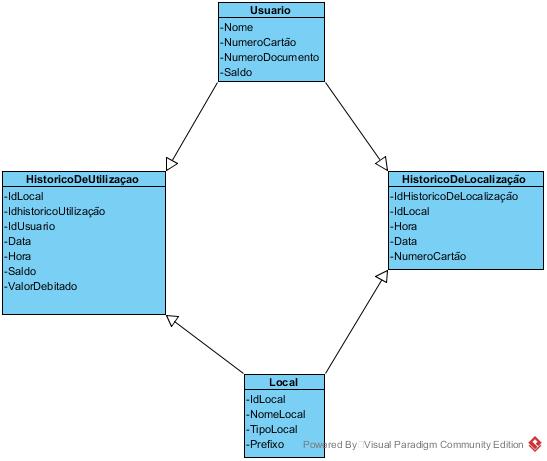 Usuario
-Nome
-NumeroCartão
-NumeroDocumento
-Saldo
HistoricoDeUtilizaçao
-IdLocal
-IdhistoricoUtilização
-IdUsuario
-Data
-Hora
-Saldo
-ValorDebitado
HistoricoDeLocalização
-IdHistoricoDeLocalização
-IdLocal
-Hora
-Data
-NumeroCartão
Local
-IdLocal
-NomeLocal
-TipoLocal
-Prefixo
Powered By Visual Paradigm Community Edition